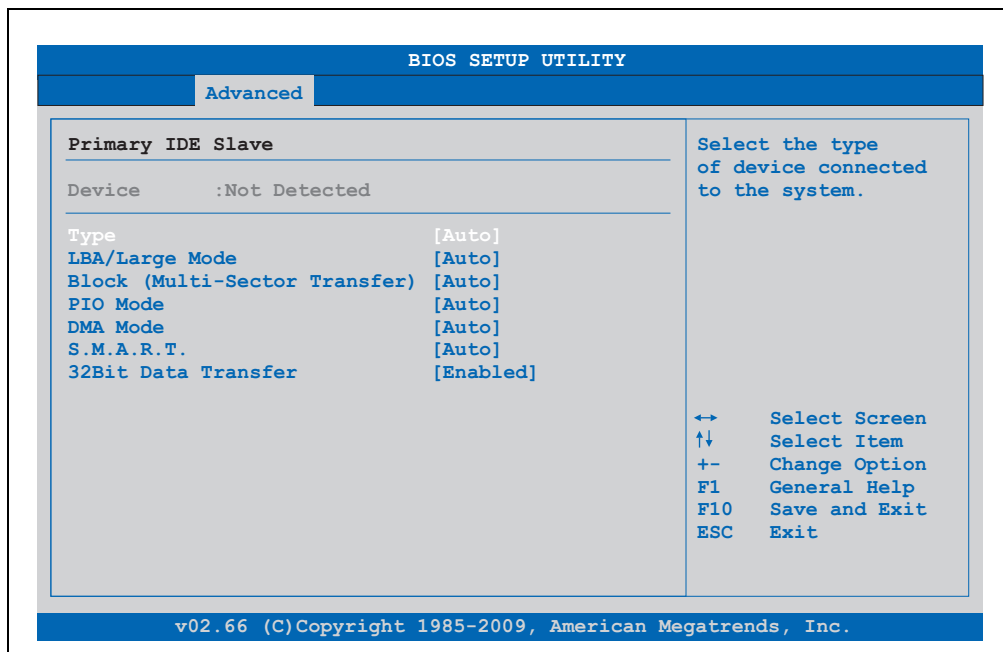 BIOS SETUP UTILITY
Advanced
Primary IDE Slave
Device :Not Detected
Type [Auto]
LBA/Large Mode [Auto]
Block (Multi-Sector Transfer) [Auto]
PIO Mode [Auto]
DMA Mode [Auto]
S.M.A.R.T. [Auto]
32Bit Data Transfer [Enabled]
Select the type
of device connected
to the system.
↔ Select Screen
↑↓ Select Item
+- Change Option
F1 General Help
F10 Save and Exit
ESC Exit
v02.66 (C)Copyright 1985-2009, American Megatrends, Inc.